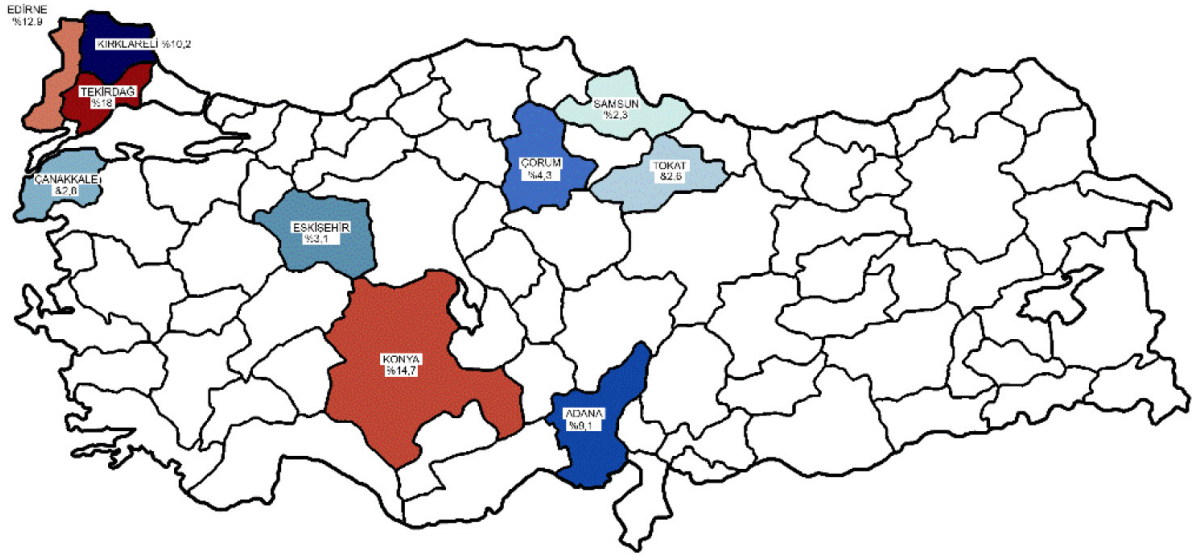 EDİRNE
%12,9
KIRKLARELİ %10,2
TEKİRDAĞ
%18
SAMSUN
%2,3
ÇORUM
%4,3
TOKAT
&2,6
ÇANAKKALE
&2,8
ESKİŞEHİR
%3,1
KONYA
%14,7
ADANA
%9,1